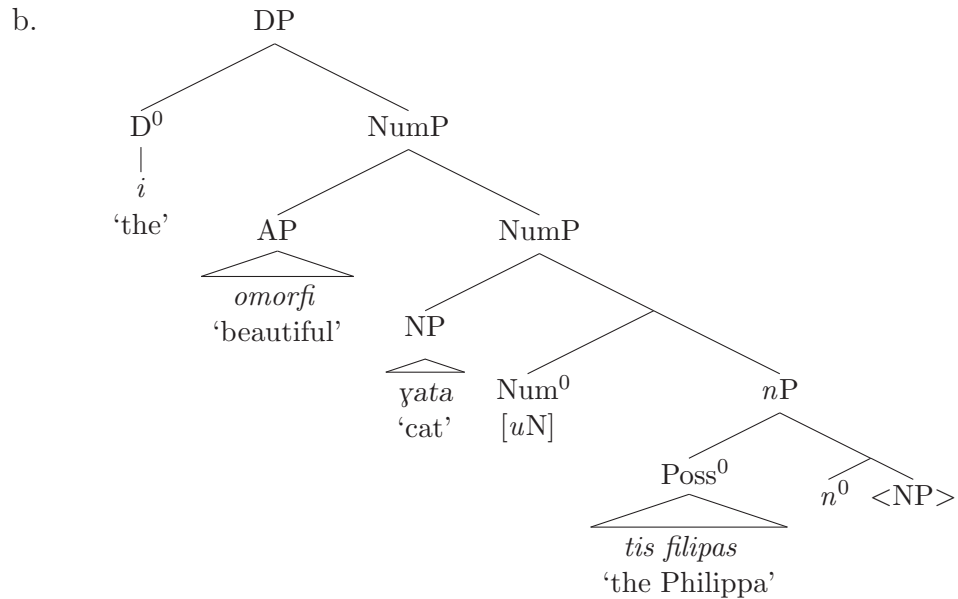 b.
DP
D⁰
NumP
i
‘the’
AP
NumP
omorfi
‘beautiful’
NP
ɣata
‘cat’
Num⁰
[uN]
nP
Poss⁰
n⁰ <NP>
tis filipas
‘the Philippa’